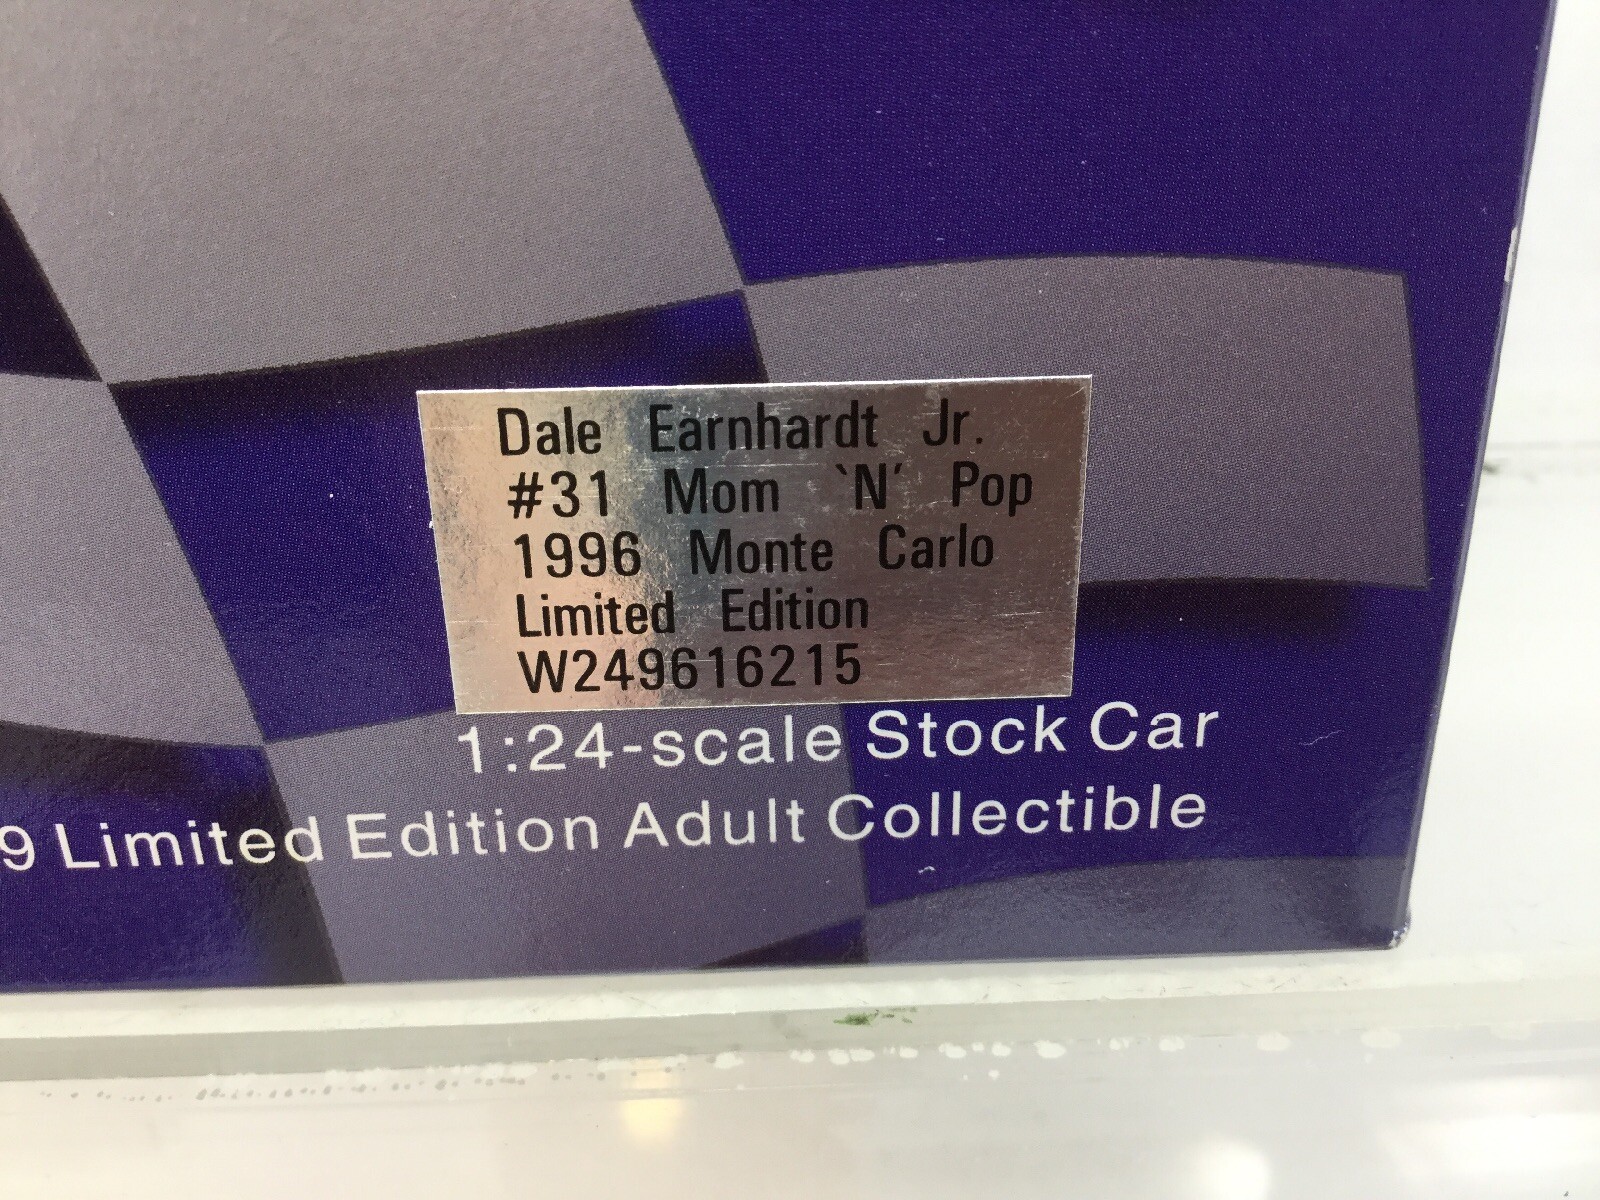 Dale Earnhardt Jr.
#31 Mom `N´ Pop
1996 Monte Carlo
Limited Edition
W249616215
1:24-scale Stock Car
9 Limited Edition Adult Collectible